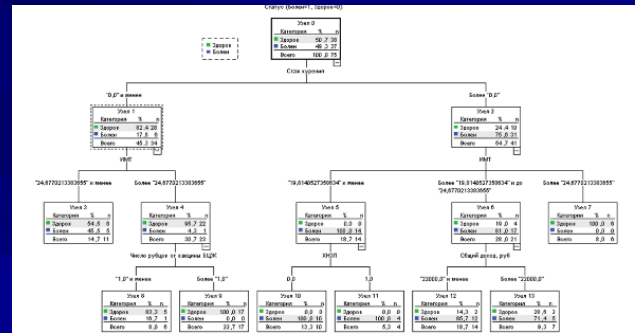 Статус (Болен=1, Здоров=0)
Узел 0
Категория % n
Здоров 50,7 38
Болен 49,3 37
Всего 100,0 75
Здоров
Болен
Стаж курения
"0,0" и менее
Более "0,0"
Узел 1
Категория % n
Здоров 82,4 28
Болен 17,6 6
Всего 45,3 34
Узел 2
Категория % n
Здоров 24,4 10
Болен 75,6 31
Всего 54,7 41
ИМТ
ИМТ
"24,6770213303655" и менее
Более "24,6770213303655"
и менее
и до
Более "24,6770213303655"
Узел 3
Категория % n
Здоров 54,5 6
Болен 45,5 5
Всего 14,7 11
Узел 4
Категория % n
Здоров 95,7 22
Болен 4,3 1
Всего 30,7 23
Узел 5
Категория % n
Здоров 0,0 0
Болен 100,0 14
Всего 18,7 14
Узел 6
Категория % n
Здоров 19,0 4
Болен 81,0 17
Всего 28,0 21
Узел 7
Категория % n
Здоров 100,0 6
Болен 0,0 0
Всего 8,0 6
Число рубцов от вакцины БЦЖ
ХНЗЛ
Общий доход, руб
"1,0" и менее
Более "1,0"
0,0
1,0
"22000,0" и менее
Более "22000,0"
Узел 8
Категория % n
Здоров 83,3 5
Болен 16,7 1
Всего 8,0 6
Узел 9
Категория % n
Здоров 100,0 17
Болен 0,0 0
Всего 22,7 17
Узел 10
Категория % n
Здоров 0,0 0
Болен 100,0 10
Всего 13,3 10
Узел 11
Категория % n
Здоров 0,0 0
Болен 100,0 4
Всего 5,3 4
Узел 12
Категория % n
Здоров 14,3 2
Болен 85,7 12
Всего 18,7 14
Узел 13
Категория % n
Здоров 28,6 2
Болен 71,4 5
Всего 9,3 7